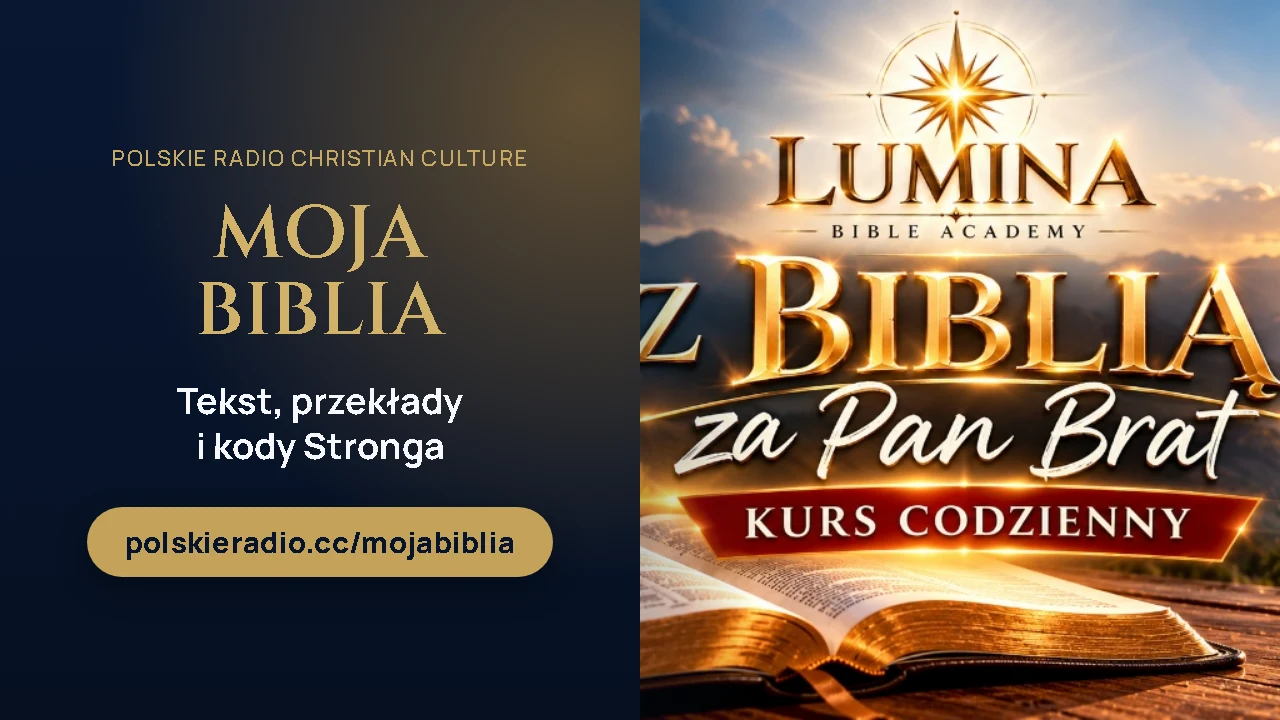 POLSKIE RADIO CHRISTIAN CULTURE
MOJA
BIBLIA
Tekst, przekłady
i kody Stronga
polskieradio.cc/mojabiblia
LUMINA
BIBLE ACADEMY
Z BIBLIĄ
za Pan Brat
KURS CODZIENNY